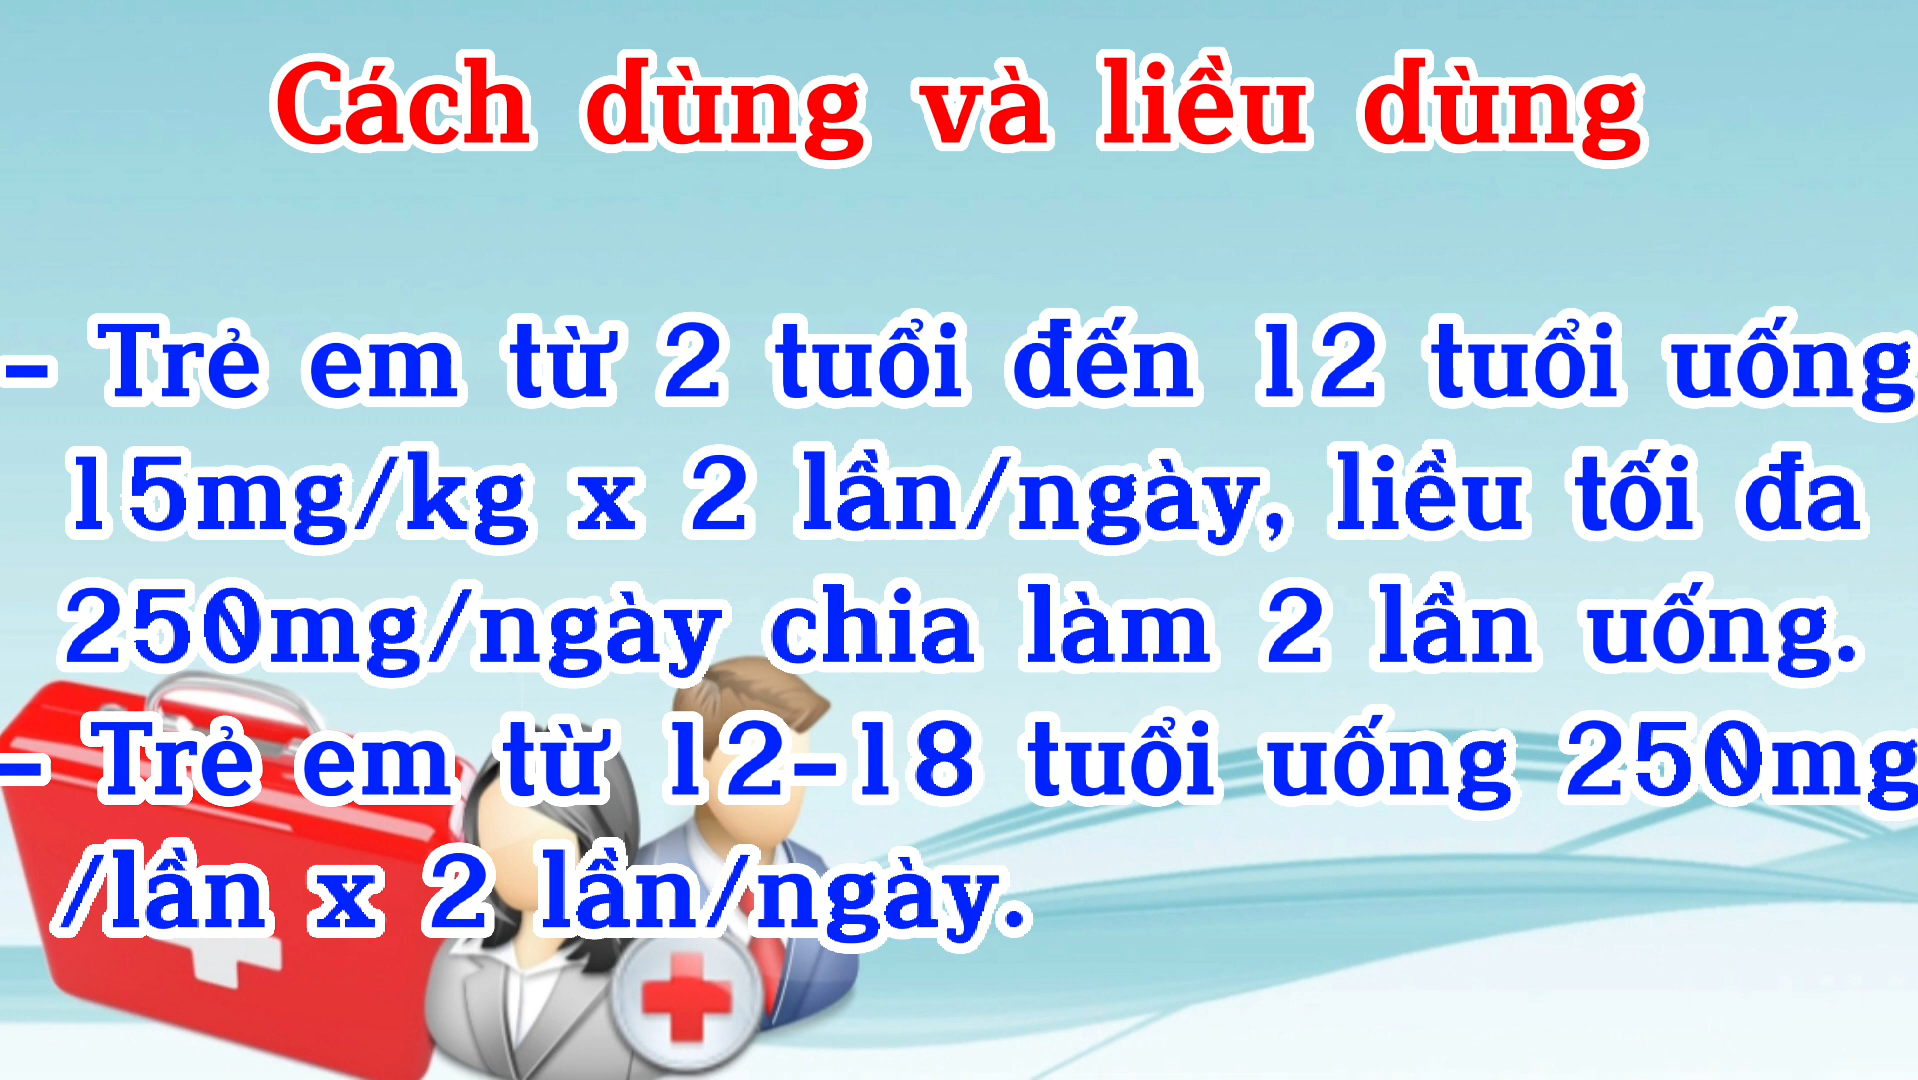 Cách dùng và liều dùng
- Trẻ em từ 2 tuổi đến 12 tuổi uống
15mg/kg x 2 lần/ngày, liều tối đa
250mg/ngày chia làm 2 lần uống.
- Trẻ em từ 12-18 tuổi uống 250mg
/lần x 2 lần/ngày.